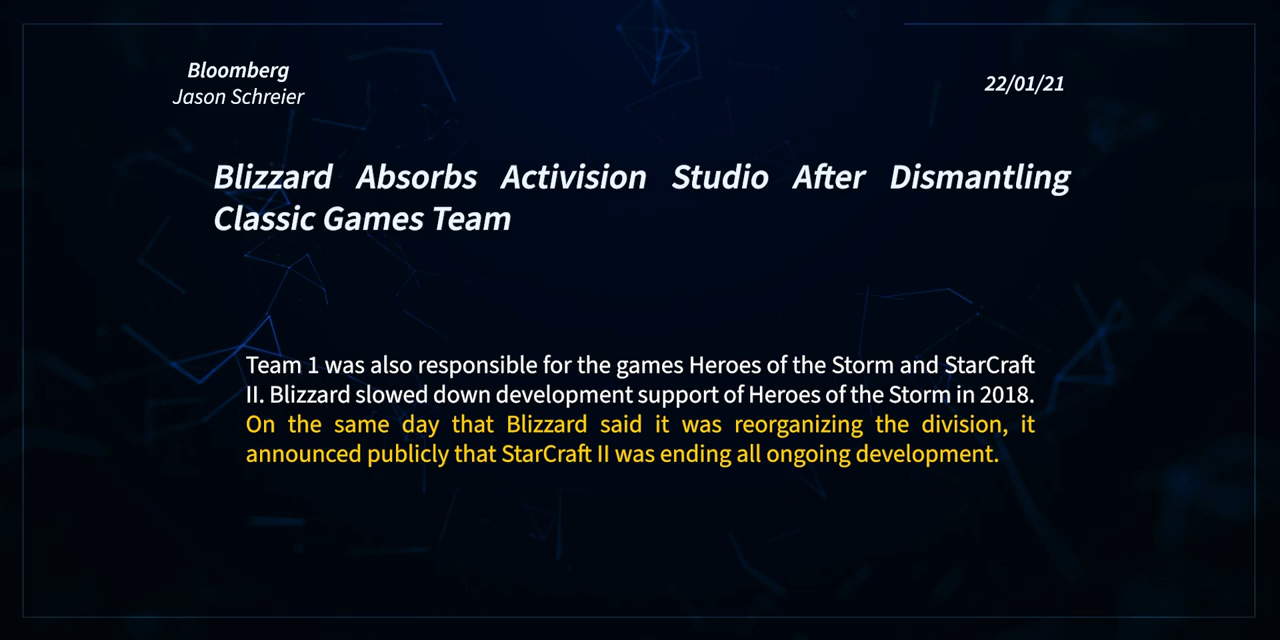 Bloomberg
Jason Schreier
22/01/21
Blizzard Absorbs Activision Studio After Dismantling
Classic Games Team
Team 1 was also responsible for the games Heroes of the Storm and StarCraft
II. Blizzard slowed down development support of Heroes of the Storm in 2018.
On the same day that Blizzard said it was reorganizing the division, it
announced publicly that StarCraft II was ending all ongoing development.